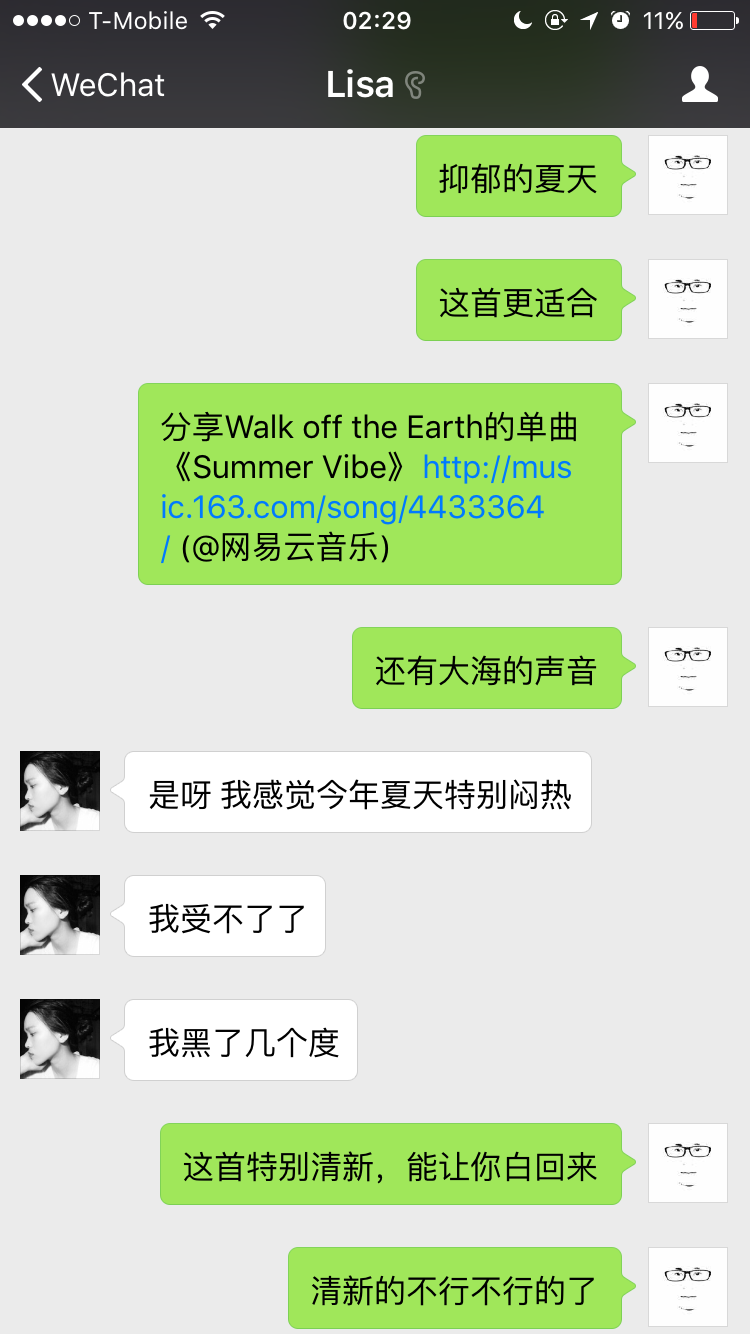 T-Mobile 02:29 11%
WeChat Lisa
抑郁的夏天
这首更适合
分享Walk off the Earth的单曲
《Summer Vibe》http://mus
ic.163.com/song/4433364
/ (@网易云音乐)
还有大海的声音
是呀 我感觉今年夏天特别闷热
我受不了了
我黑了几个度
这首特别清新，能让你白回来
清新的不行不行的了